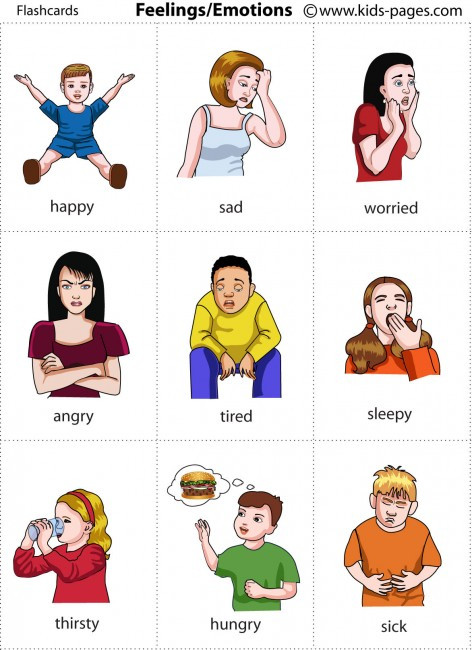 Flashcards Feelings/Emotions ©www.kids-pages.com
happy sad worried
angry tired sleepy
thirsty hungry sick